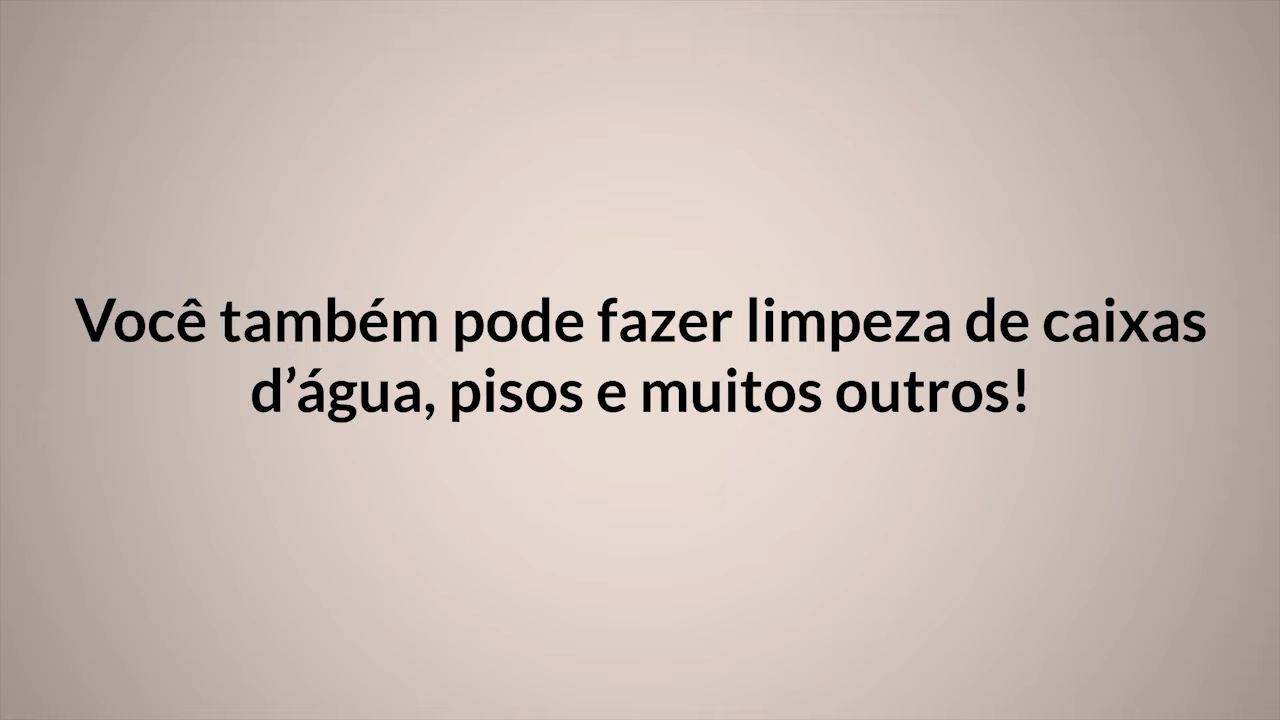 Você também pode fazer limpeza de caixas
d’água, pisos e muitos outros!